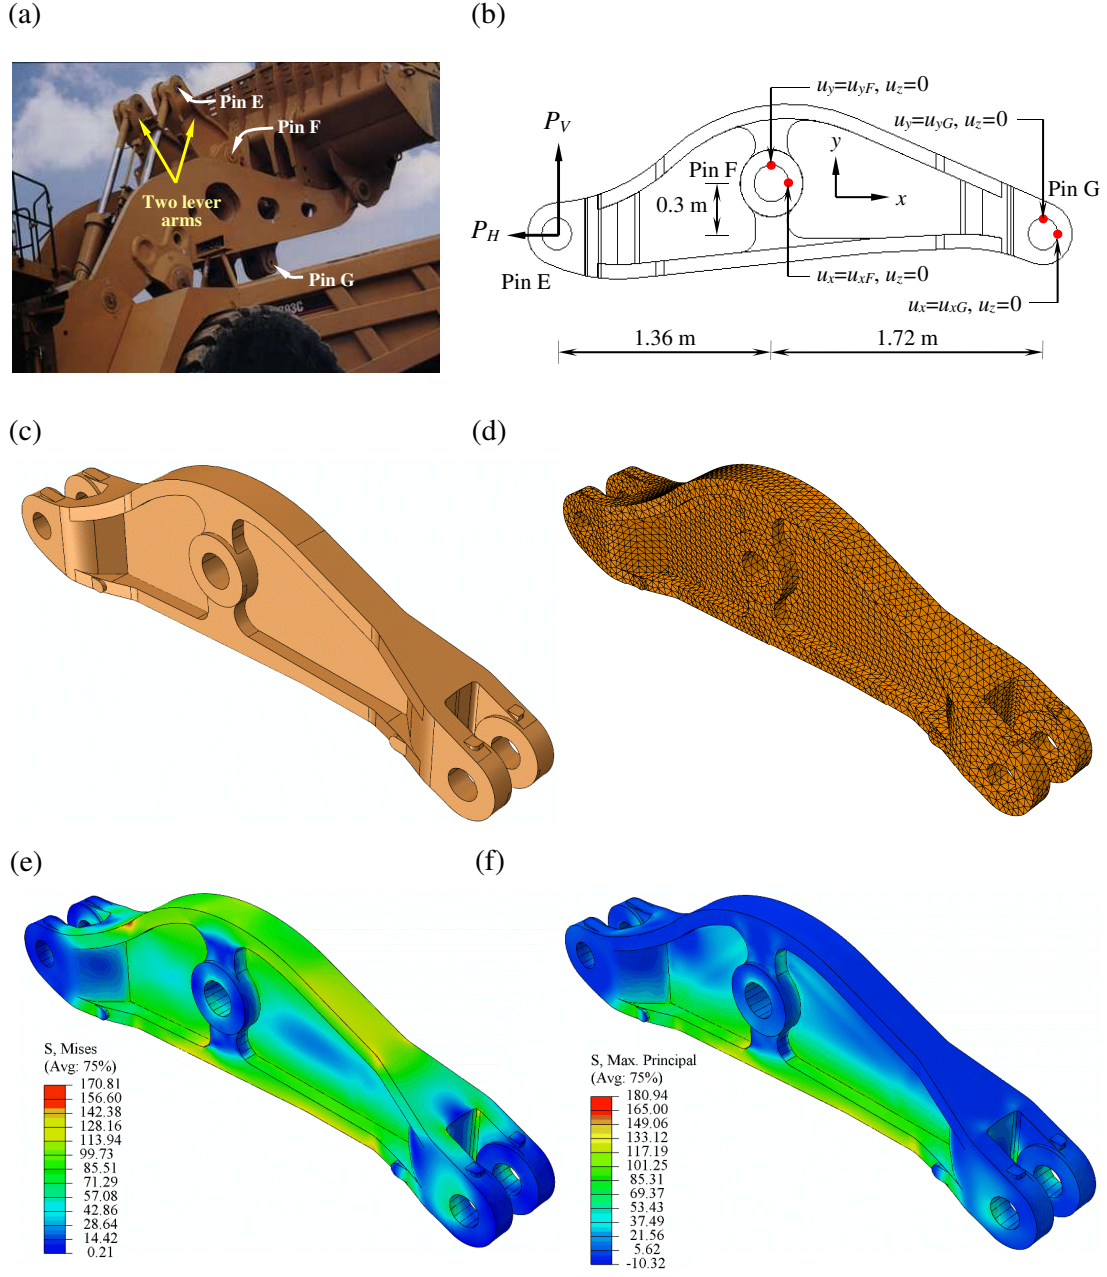 (a)
Pin E
Pin F
Two lever
arms
Pin G
793C
(b)
u_y=u_yF, u_z=0
u_y=u_yG, u_z=0
P_V
y
Pin F
Pin G
0.3 m
x
P_H
Pin E
u_x=u_xF, u_z=0
u_x=u_xG, u_z=0
1.36 m
1.72 m
(c)
(d)
(e)
S, Mises
(Avg: 75%)
170.81
156.60
142.38
128.16
113.94
99.73
85.51
71.29
57.08
42.86
28.64
14.42
0.21
(f)
S, Max. Principal
(Avg: 75%)
180.94
165.00
149.06
133.12
117.19
101.25
85.31
69.37
53.43
37.49
21.56
5.62
-10.32